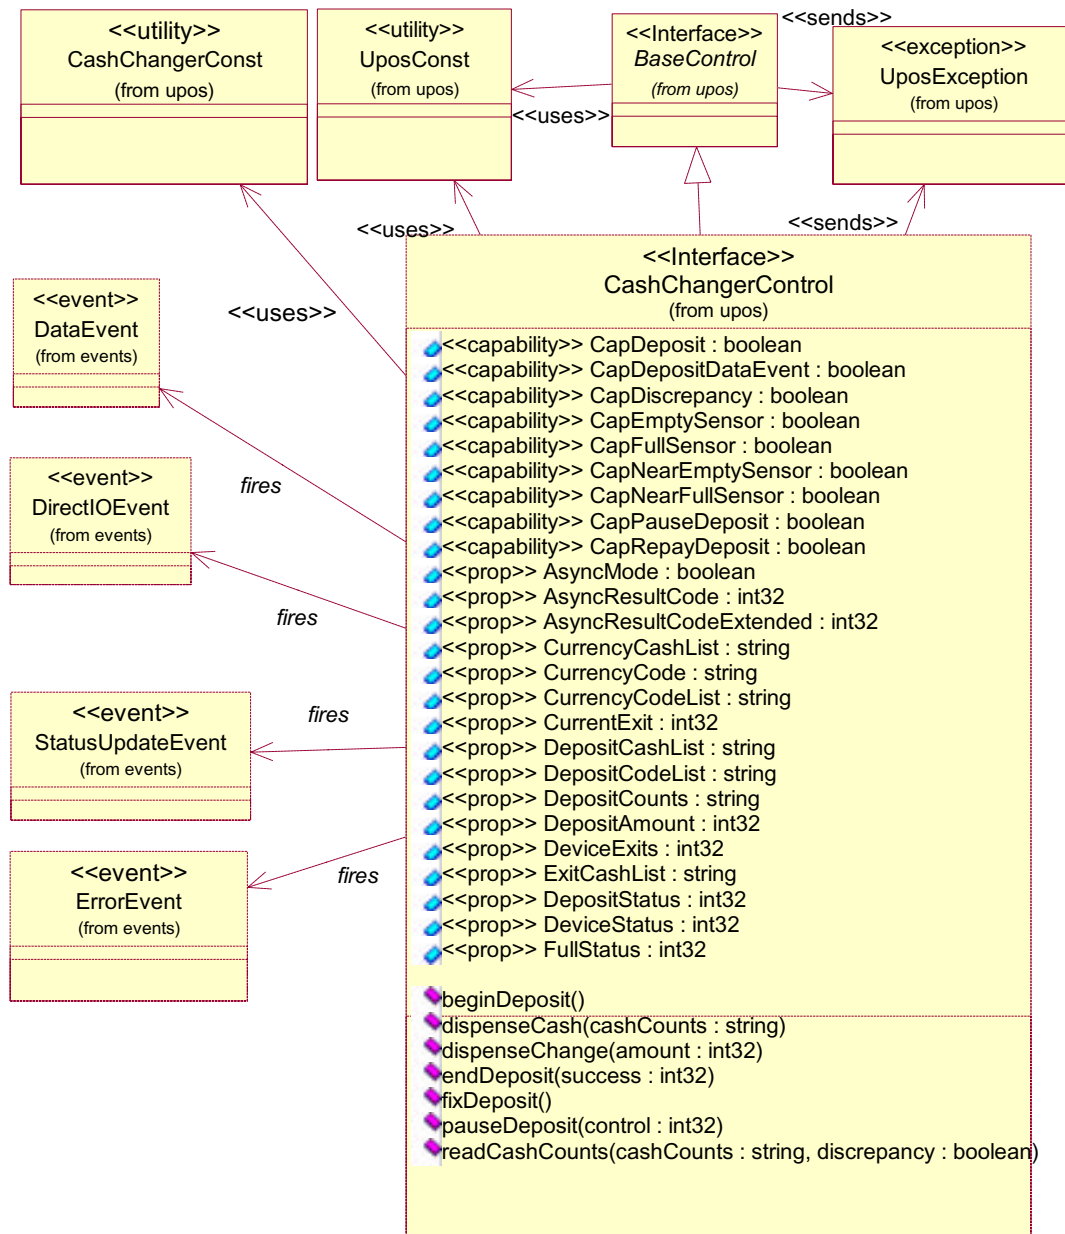 <<utility>>
CashChangerConst
(from upos)
<<utility>>
UposConst
(from upos)
<<Interface>>
BaseControl
(from upos)
<<sends>>
<<exception>>
UposException
(from upos)
<<uses>>
<<uses>>
<<sends>>
<<uses>>
<<Interface>>
CashChangerControl
(from upos)
<<event>>
DataEvent
(from events)
fires
<<event>>
DirectIOEvent
(from events)
fires
<<event>>
StatusUpdateEvent
(from events)
fires
<<event>>
ErrorEvent
(from events)
fires
<<capability>> CapDeposit : boolean
<<capability>> CapDepositDataEvent : boolean
<<capability>> CapDiscrepancy : boolean
<<capability>> CapEmptySensor : boolean
<<capability>> CapFullSensor : boolean
<<capability>> CapNearEmptySensor : boolean
<<capability>> CapNearFullSensor : boolean
<<capability>> CapPauseDeposit : boolean
<<capability>> CapRepayDeposit : boolean
<<prop>> AsyncMode : boolean
<<prop>> AsyncResultCode : int32
<<prop>> AsyncResultCodeExtended : int32
<<prop>> CurrencyCashList : string
<<prop>> CurrencyCode : string
<<prop>> CurrencyCodeList : string
<<prop>> CurrentExit : int32
<<prop>> DepositCashList : string
<<prop>> DepositCodeList : string
<<prop>> DepositCounts : string
<<prop>> DepositAmount : int32
<<prop>> DeviceExits : int32
<<prop>> ExitCashList : string
<<prop>> DepositStatus : int32
<<prop>> DeviceStatus : int32
<<prop>> FullStatus : int32
beginDeposit()
dispenseCash(cashCounts : string)
dispenseChange(amount : int32)
endDeposit(success : int32)
fixDeposit()
pauseDeposit(control : int32)
readCashCounts(cashCounts : string, discrepancy : boolean)